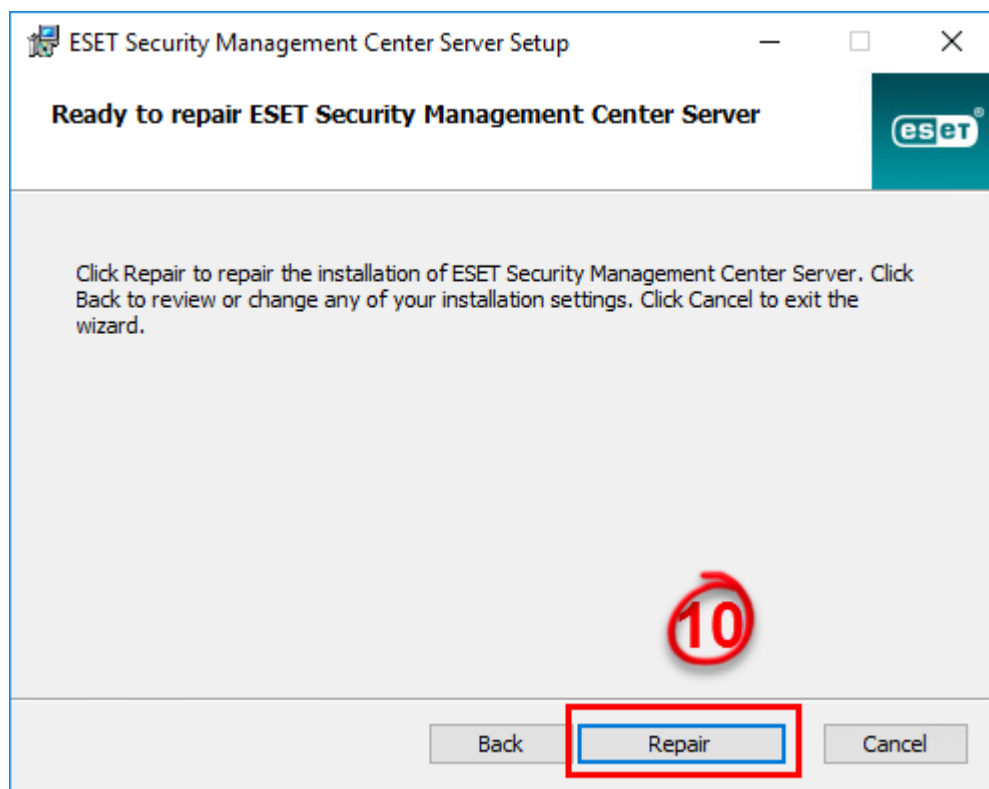 ESET Security Management Center Server Setup
Ready to repair ESET Security Management Center Server
eseT®
Click Repair to repair the installation of ESET Security Management Center Server. Click
Back to review or change any of your installation settings. Click Cancel to exit the
wizard.
10
Back Repair Cancel